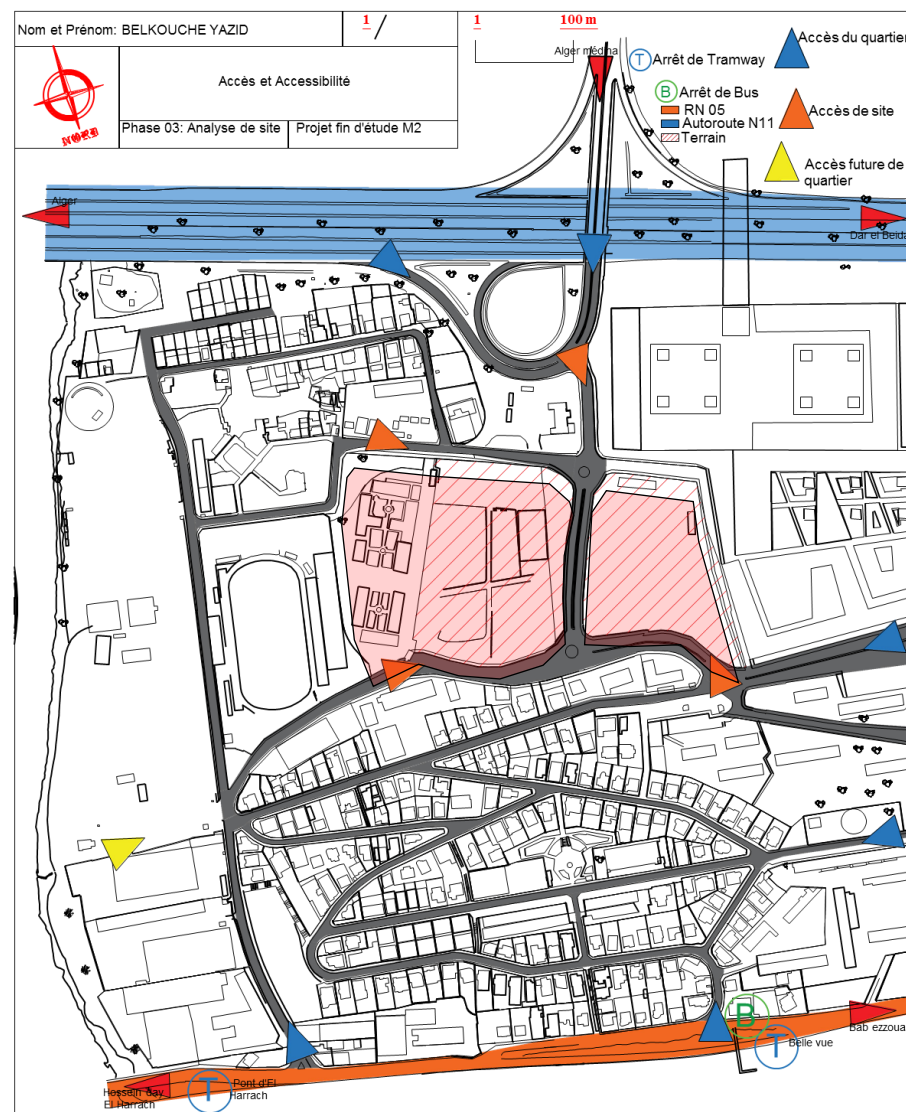 Nom et Prénom: BELKOUCHE YAZID
1 /
NORD
Accès et Accessibilité
Phase 03: Analyse de site
Projet fin d'étude M2
1 100 m
Alger médina
T Arrêt de Tramway
Accès du quartier
B Arrêt de Bus
RN 05
Autoroute N11
Terrain
Accès de site
Accès future de
quartier
Alger
Dar el Beida
B
Bab ezzoua
T
Belle vue
T
Pont d'El
Harrach
Hossein day
El Harrach